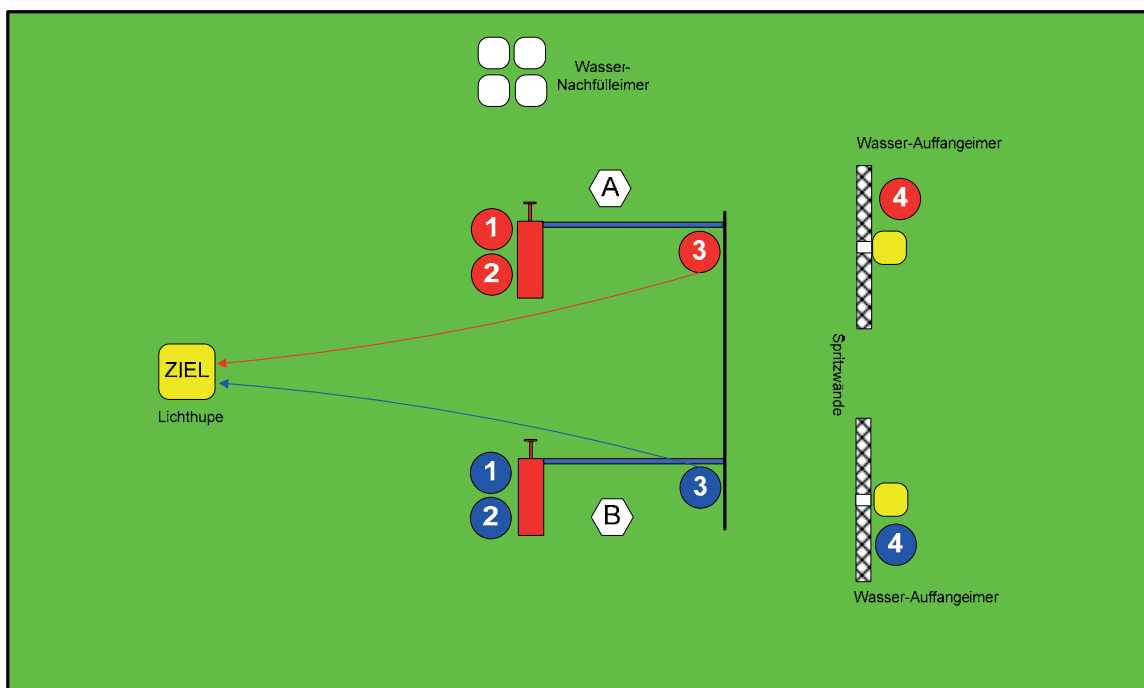 Wasser-
Nachfülleimer
Wasser-Auffangeimer
A
4
1
3
2
Spritzwände
ZIEL
Lichthupe
1
3
2
B
4
Wasser-Auffangeimer